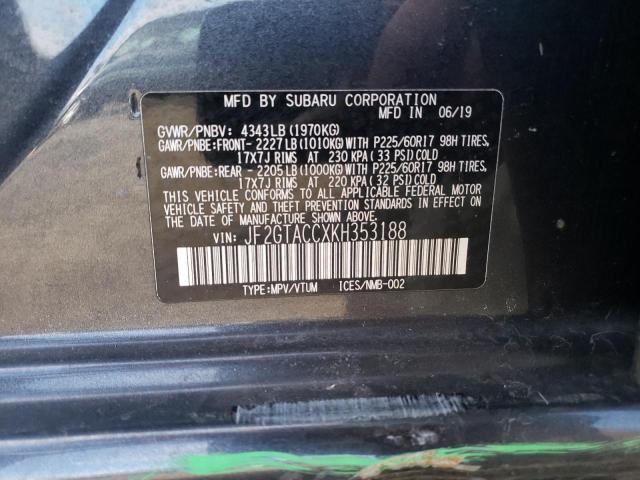 MFD BY SUBARU CORPORATION
MFD IN 06/19
GVWR/PNBV: 4343LB(1970KG)
GAWR/PNBE:FRONT- 2227LB(1010KG)WITH P225/60R17 98H TIRES,
17X7J RIMS AT 230 KPA(33 PSI)COLD
GAWR/PNBE:REAR - 2205LB(1000KG)WITH P225/60R17 98H TIRES,
17X7J RIMS AT 220 KPA(32 PSI)COLD
THIS VEHICLE CONFORMS TO ALL APPLICABLE FEDERAL MOTOR
VEHICLE SAFETY AND THEFT PREVENTION STANDARDS IN EFFECT ON
THE DATE OF MANUFACTURE SHOWN ABOVE.
VIN: JF2GTACCXKH353188
TYPE:MPV/VTUM ICES/NMB-002